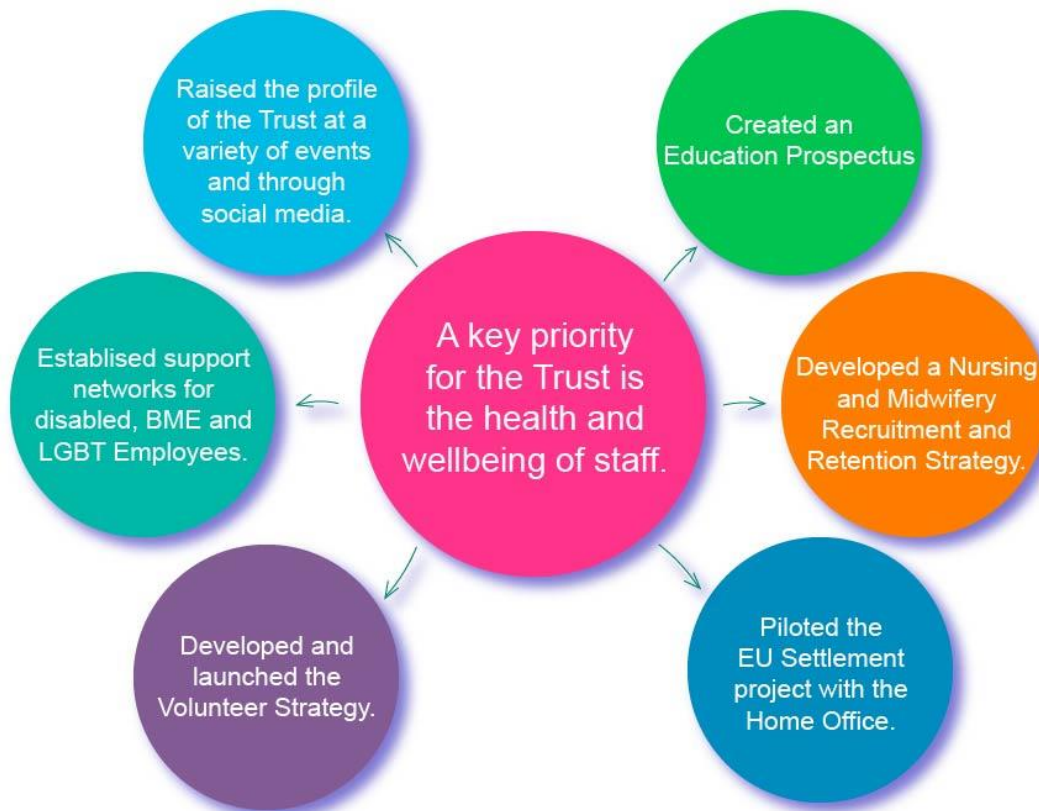 Raised the profile
of the Trust at a
variety of events
and through
social media.
Created an
Education Prospectus
Establised support
networks for
disabled, BME and
LGBT Employees.
A key priority
for the Trust is
the health and
wellbeing of staff.
Developed a Nursing
and Midwifery
Recruitment and
Retention Strategy.
Developed and
launched the
Volunteer Strategy.
Piloted the
EU Settlement
project with the
Home Office.